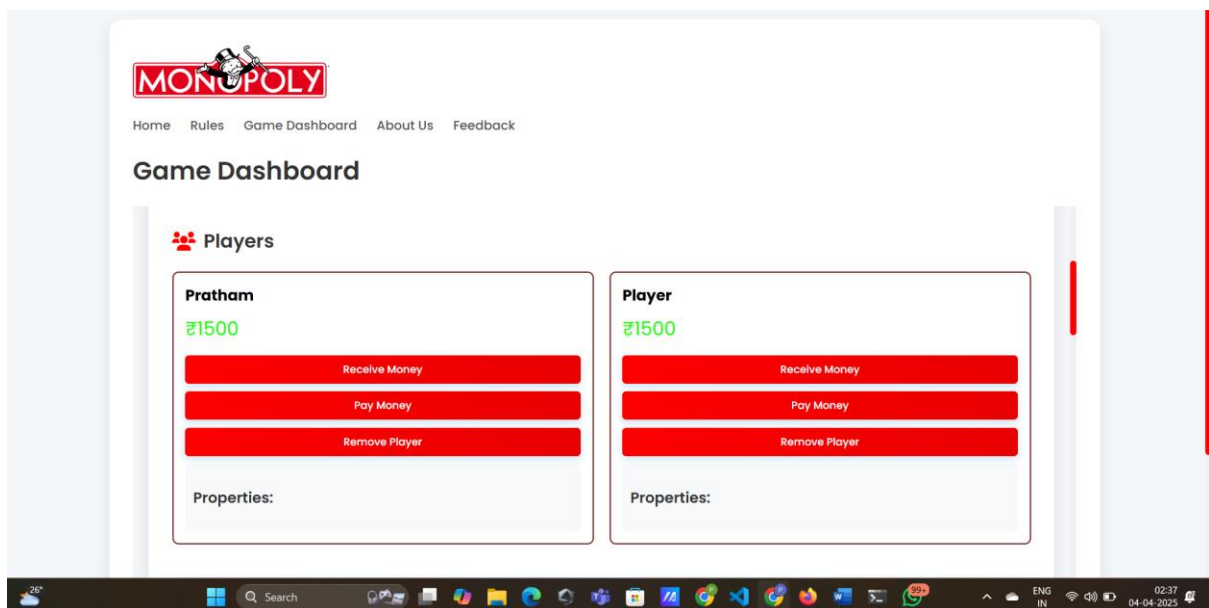 MONOPOLY
Home Rules Game Dashboard About Us Feedback
Game Dashboard
Players
Pratham
₹1500
Receive Money
Pay Money
Remove Player
Properties:
Player
₹1500
Receive Money
Pay Money
Remove Player
Properties:
26°
Search
99+
ENG
IN
02:37
04-04-2025